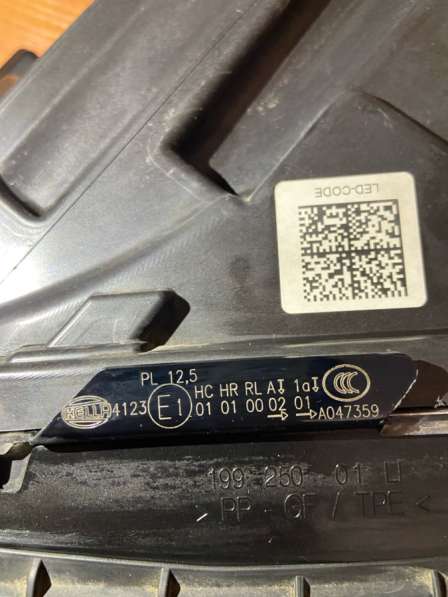 LED-CODE
PL 12,5
HELLA 4123 E1 HC HR RL A 1a CCC
01 01 00 02 01 A047359
199 250 - 01 LI
> PP - GF / TPE <